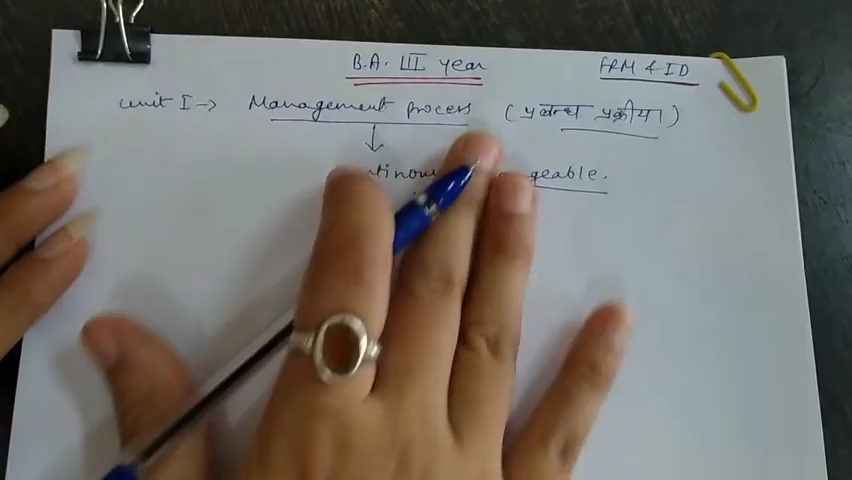 B.A. III year FRM & ID
unit I → Management process (प्रबन्ध प्रक्रिया)
↓
geable.